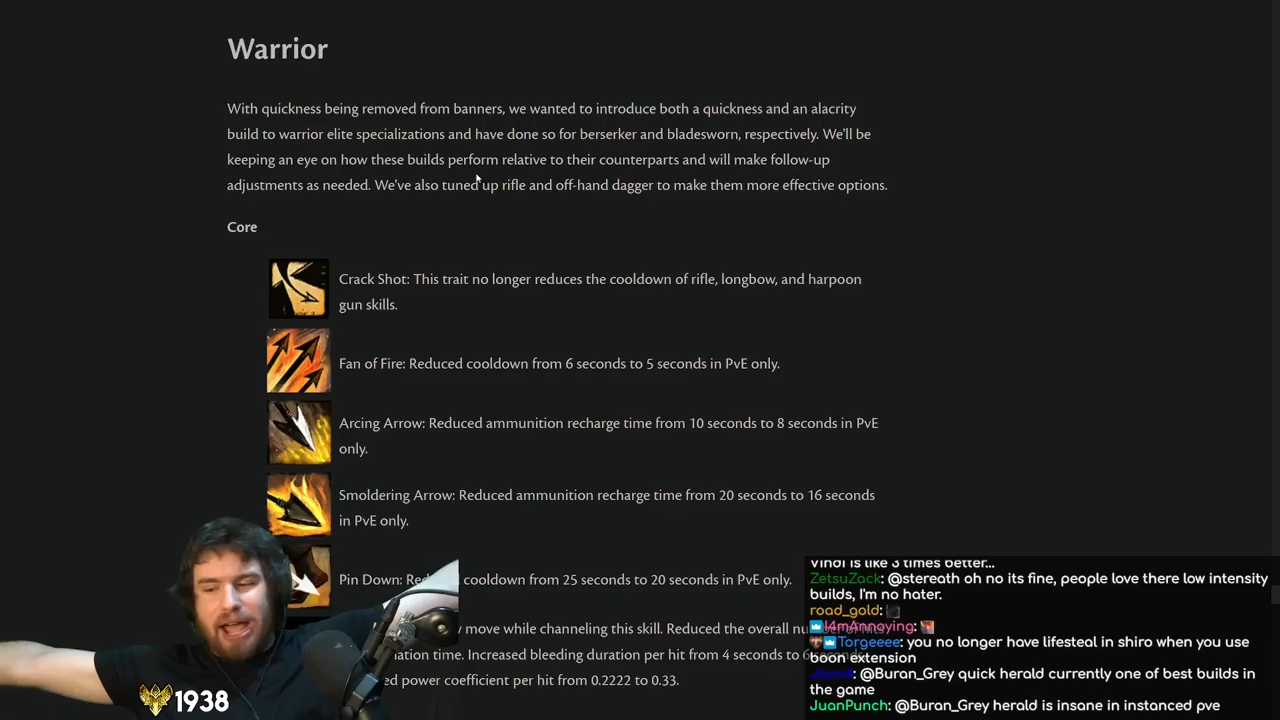 Warrior
With quickness being removed from banners, we wanted to introduce both a quickness and an alacrity
build to warrior elite specializations and have done so for berserker and bladesworn, respectively. We'll be
keeping an eye on how these builds perform relative to their counterparts and will make follow-up
adjustments as needed. We've also tuned up rifle and off-hand dagger to make them more effective options.
Core
Crack Shot: This trait no longer reduces the cooldown of rifle, longbow, and harpoon
gun skills.
Fan of Fire: Reduced cooldown from 6 seconds to 5 seconds in PvE only.
Arcing Arrow: Reduced ammunition recharge time from 10 seconds to 8 seconds in PvE
only.
Smoldering Arrow: Reduced ammunition recharge time from 20 seconds to 16 seconds
in PvE only.
Pin Down: cooldown from 25 seconds to 20 seconds in PvE only.
move while channeling this skill. Reduced the overall
time. Increased bleeding duration per hit from 4 seconds to 6
power coefficient per hit from 0.2222 to 0.33.
Vindi is like 3 times better...
ZetsuZack: @stereath oh no its fine, people love there low intensity
builds, I'm no hater.
road_gold:
I4mAnnoying:
Torgeeee: you no longer have lifesteal in shiro when you use
boon extension
@Buran_Grey quick herald currently one of best builds in
the game
JuanPunch: @Buran_Grey herald is insane in instanced pve
1938